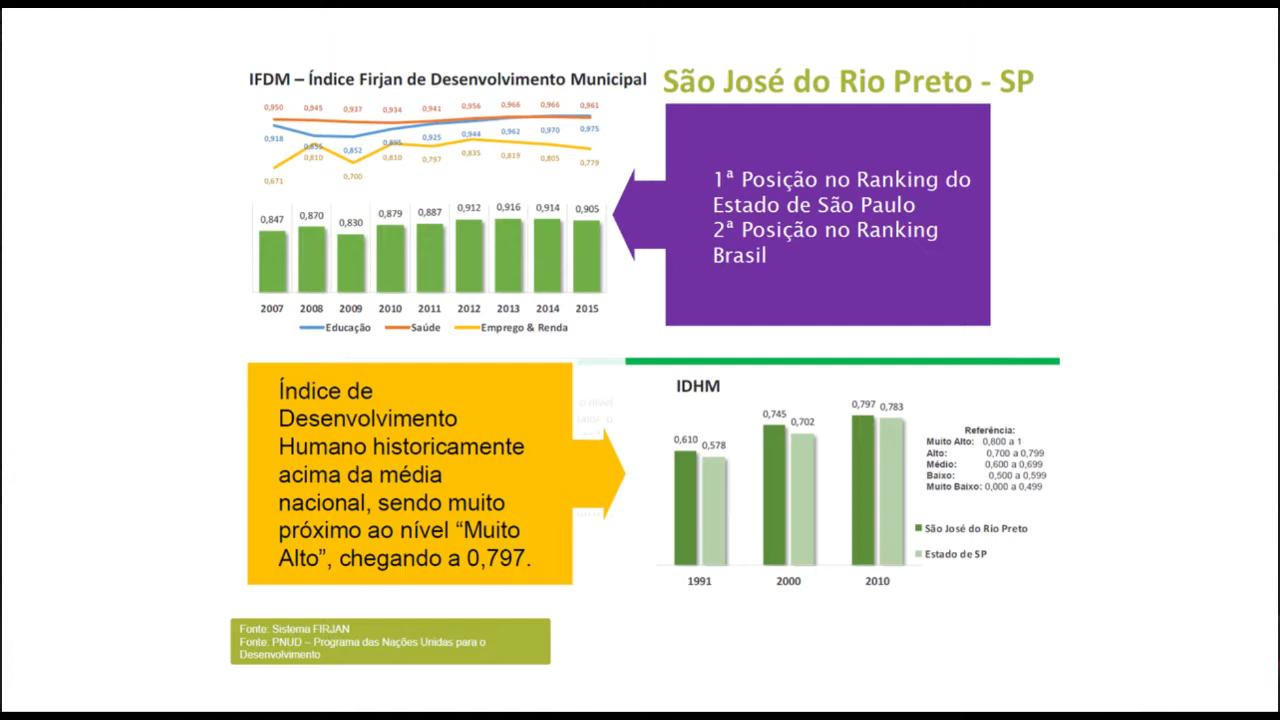 IFDM – Índice Firjan de Desenvolvimento Municipal
São José do Rio Preto - SP
0,950 0,945 0,937 0,934 0,941 0,956 0,966 0,966 0,961
0,918 0,855 0,852 0,895 0,925 0,944 0,962 0,970 0,975
0,671 0,810 0,700 0,810 0,797 0,835 0,819 0,805 0,779
0,847 0,870 0,830 0,879 0,887 0,912 0,916 0,914 0,905
2007 2008 2009 2010 2011 2012 2013 2014 2015
Educação Saúde Emprego & Renda
1ª Posição no Ranking do
Estado de São Paulo
2ª Posição no Ranking
Brasil
Índice de
Desenvolvimento
Humano historicamente
acima da média
nacional, sendo muito
próximo ao nível “Muito
Alto”, chegando a 0,797.
o nível
IDHM
0,610 0,578 0,745 0,702 0,797 0,783
1991 2000 2010
Referência:
Muito Alto: 0,800 a 1
Alto: 0,700 a 0,799
Médio: 0,600 a 0,699
Baixo: 0,500 a 0,599
Muito Baixo: 0,000 a 0,499
São José do Rio Preto
Estado de SP
Fonte: Sistema FIRJAN
Fonte: PNUD – Programa das Nações Unidas para o
Desenvolvimento